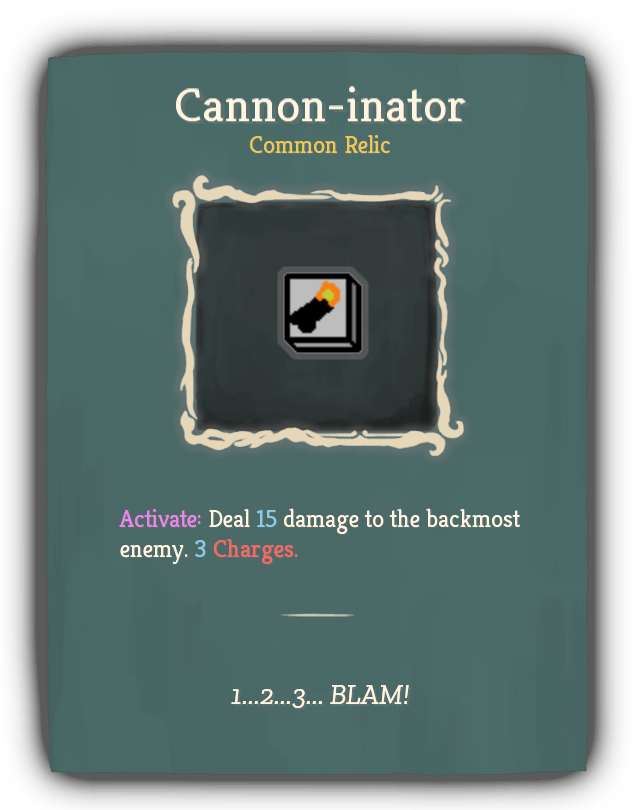 Cannon-inator
Common Relic
Activate: Deal 15 damage to the backmost
enemy. 3 Charges.
1...2...3... BLAM!